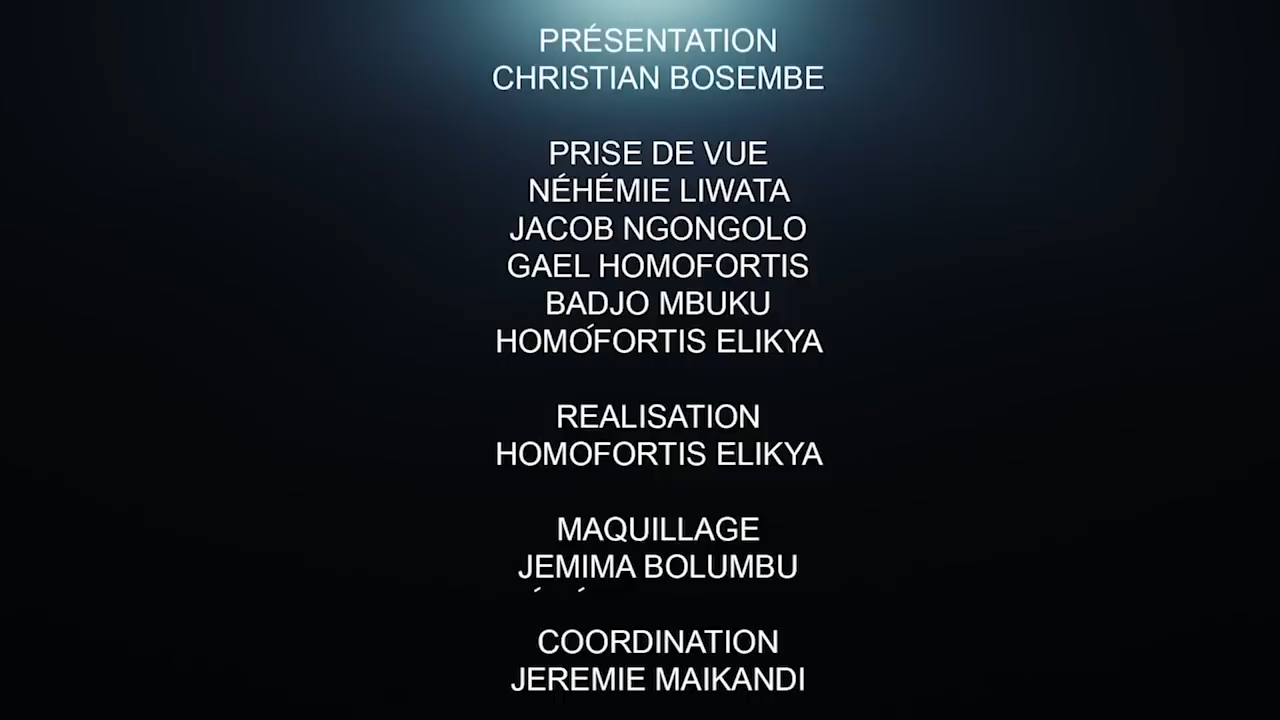 PRÉSENTATION
CHRISTIAN BOSEMBE
PRISE DE VUE
NÉHÉMIE LIWATA
JACOB NGONGOLO
GAEL HOMOFORTIS
BADJO MBUKU
HOMOFORTIS ELIKYA
REALISATION
HOMOFORTIS ELIKYA
MAQUILLAGE
JEMIMA BOLUMBU
COORDINATION
JEREMIE MAIKANDI